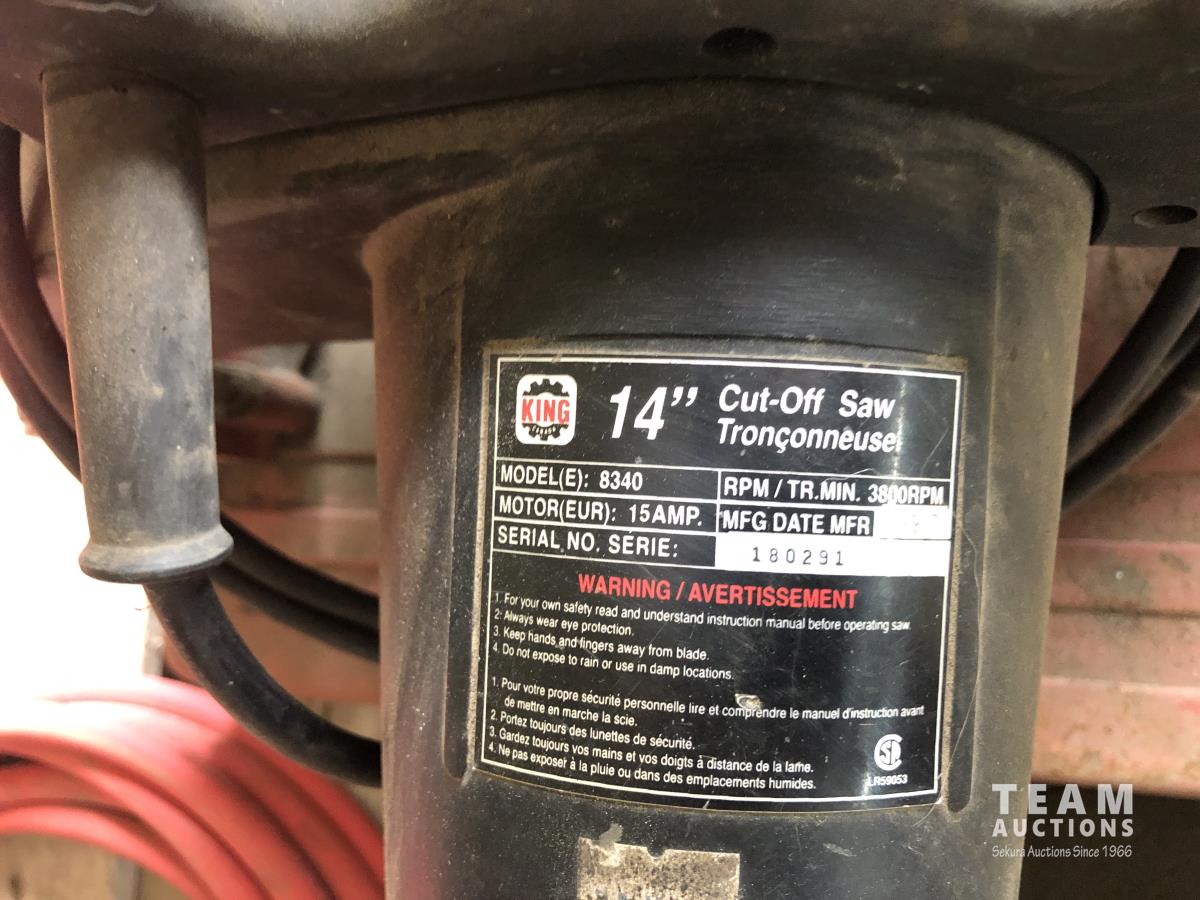 KING
CANADA
14”
Cut-Off Saw
Tronçonneuse
MODEL(E): 8340
RPM / TR.MIN. 3800RPM
MOTOR(EUR): 15AMP.
MFG DATE MFR
SERIAL NO. SÉRIE:
180291
WARNING / AVERTISSEMENT
1. For your own safety read and understand instruction manual before operating saw.
2. Always wear eye protection.
3. Keep hands and fingers away from blade.
4. Do not expose to rain or use in damp locations.
1. Pour votre propre sécurité personnelle lire et comprendre le manuel d'instruction avant
de mettre en marche la scie.
2. Portez toujours des lunettes de sécurité.
3. Gardez toujours vos mains et vos doigts à distance de la lame.
4. Ne pas exposer à la pluie ou dans des emplacements humides.
LR59053
TEAM
AUCTIONS
Sekura Auctions Since 1966